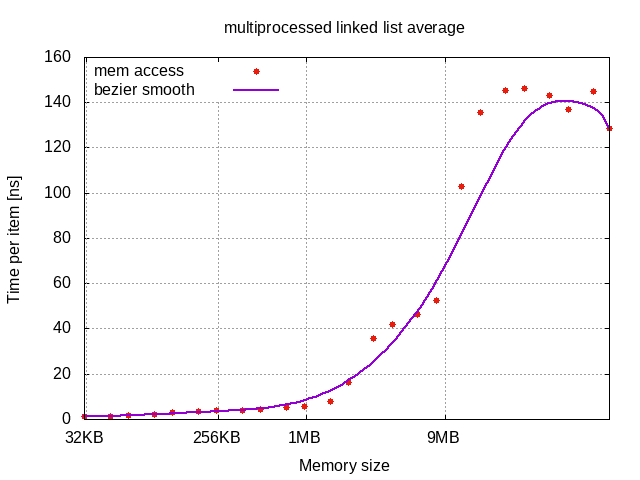 multiprocessed linked list average
160
140
120
100
80
60
40
20
0
Time per item [ns]
mem access
bezier smooth
32KB 256KB 1MB 9MB
Memory size